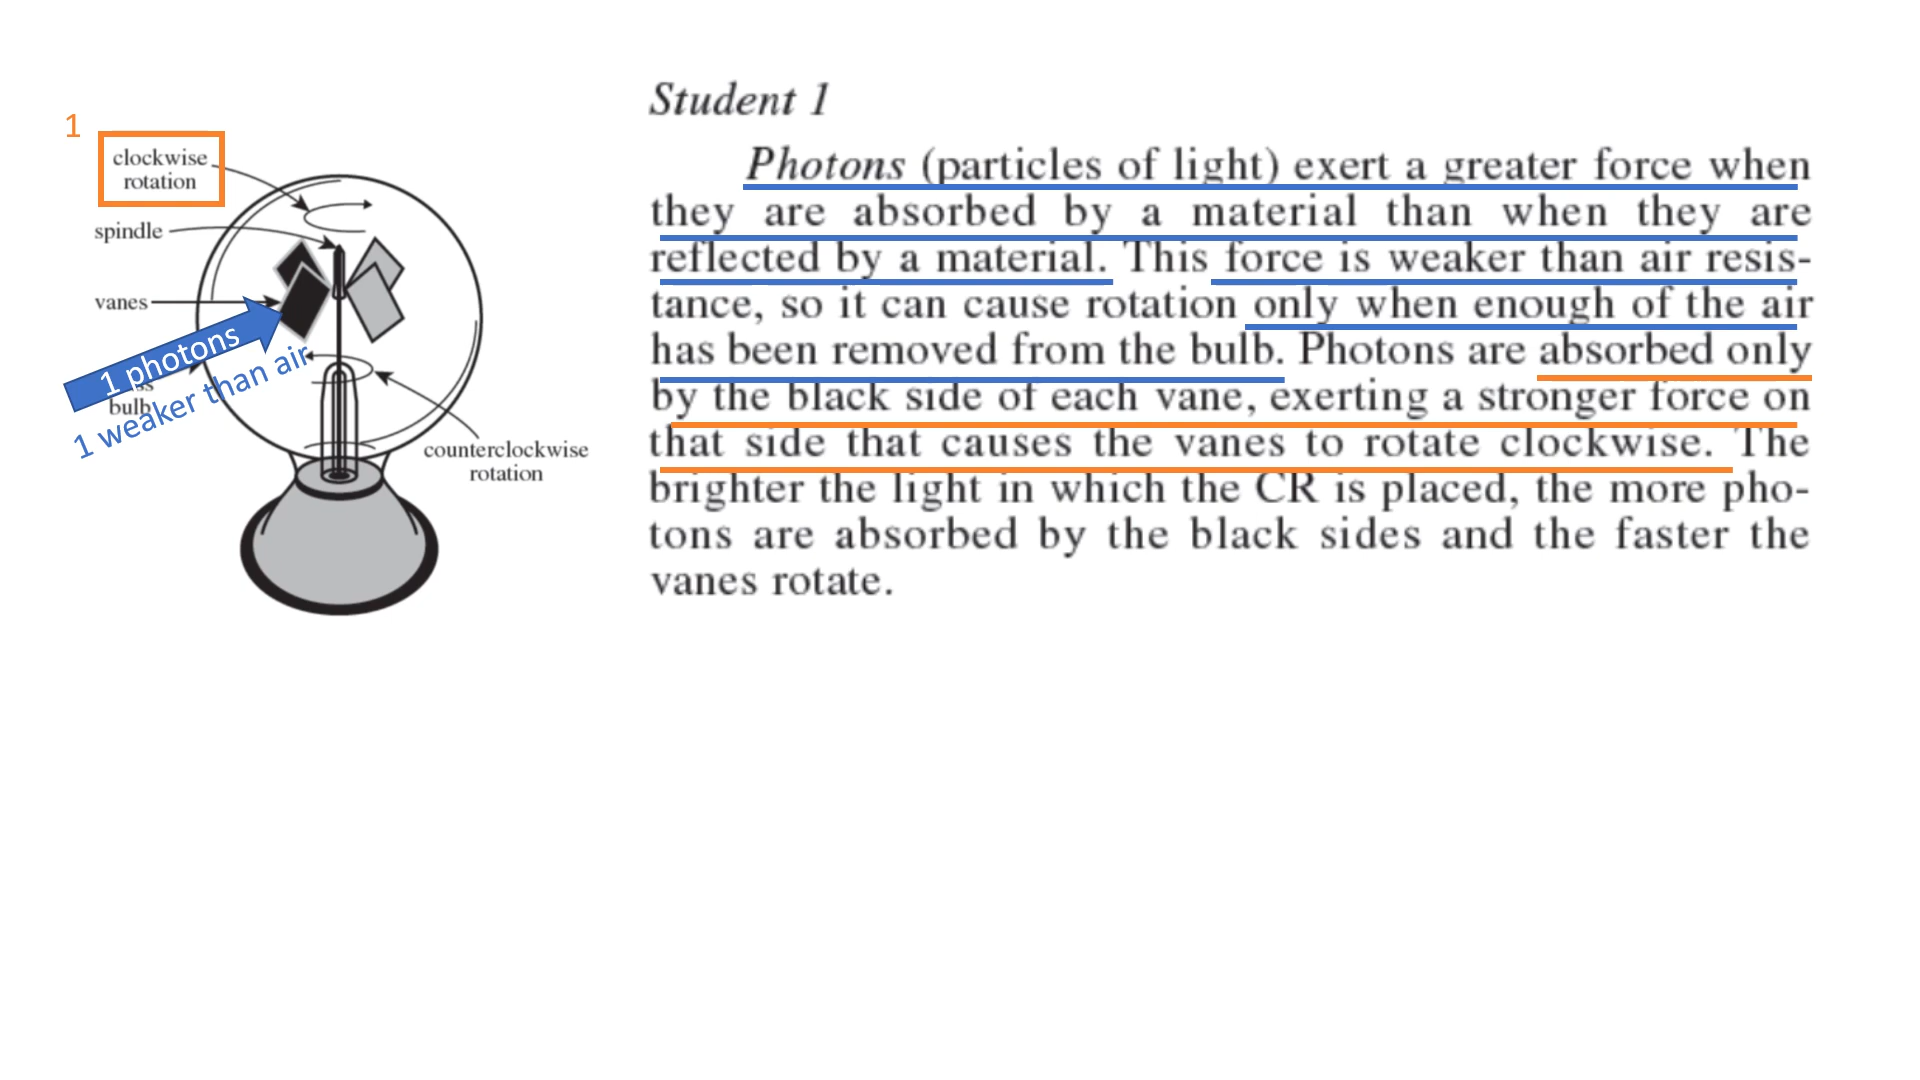 1
clockwise
rotation
spindle
vanes
1 photons
1 weaker than air
bulb
counterclockwise
rotation
Student 1
Photons (particles of light) exert a greater force when
they are absorbed by a material than when they are
reflected by a material. This force is weaker than air resis-
tance, so it can cause rotation only when enough of the air
has been removed from the bulb. Photons are absorbed only
by the black side of each vane, exerting a stronger force on
that side that causes the vanes to rotate clockwise. The
brighter the light in which the CR is placed, the more pho-
tons are absorbed by the black sides and the faster the
vanes rotate.